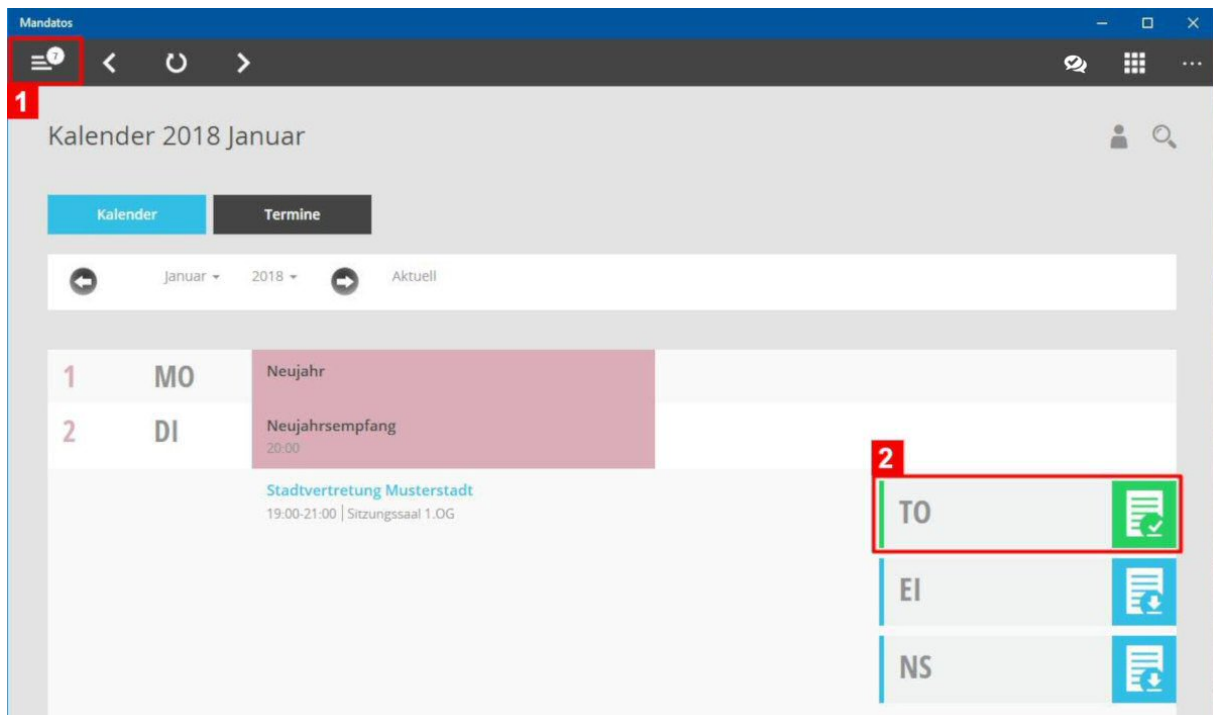 Mandatos
7
1
Kalender 2018 Januar
Kalender Termine
Januar 2018 Aktuell
1 MO Neujahr
2 DI Neujahrsempfang
20:00
2
Stadtvertretung Musterstadt
19:00-21:00 | Sitzungssaal 1.OG
TO
EI
NS